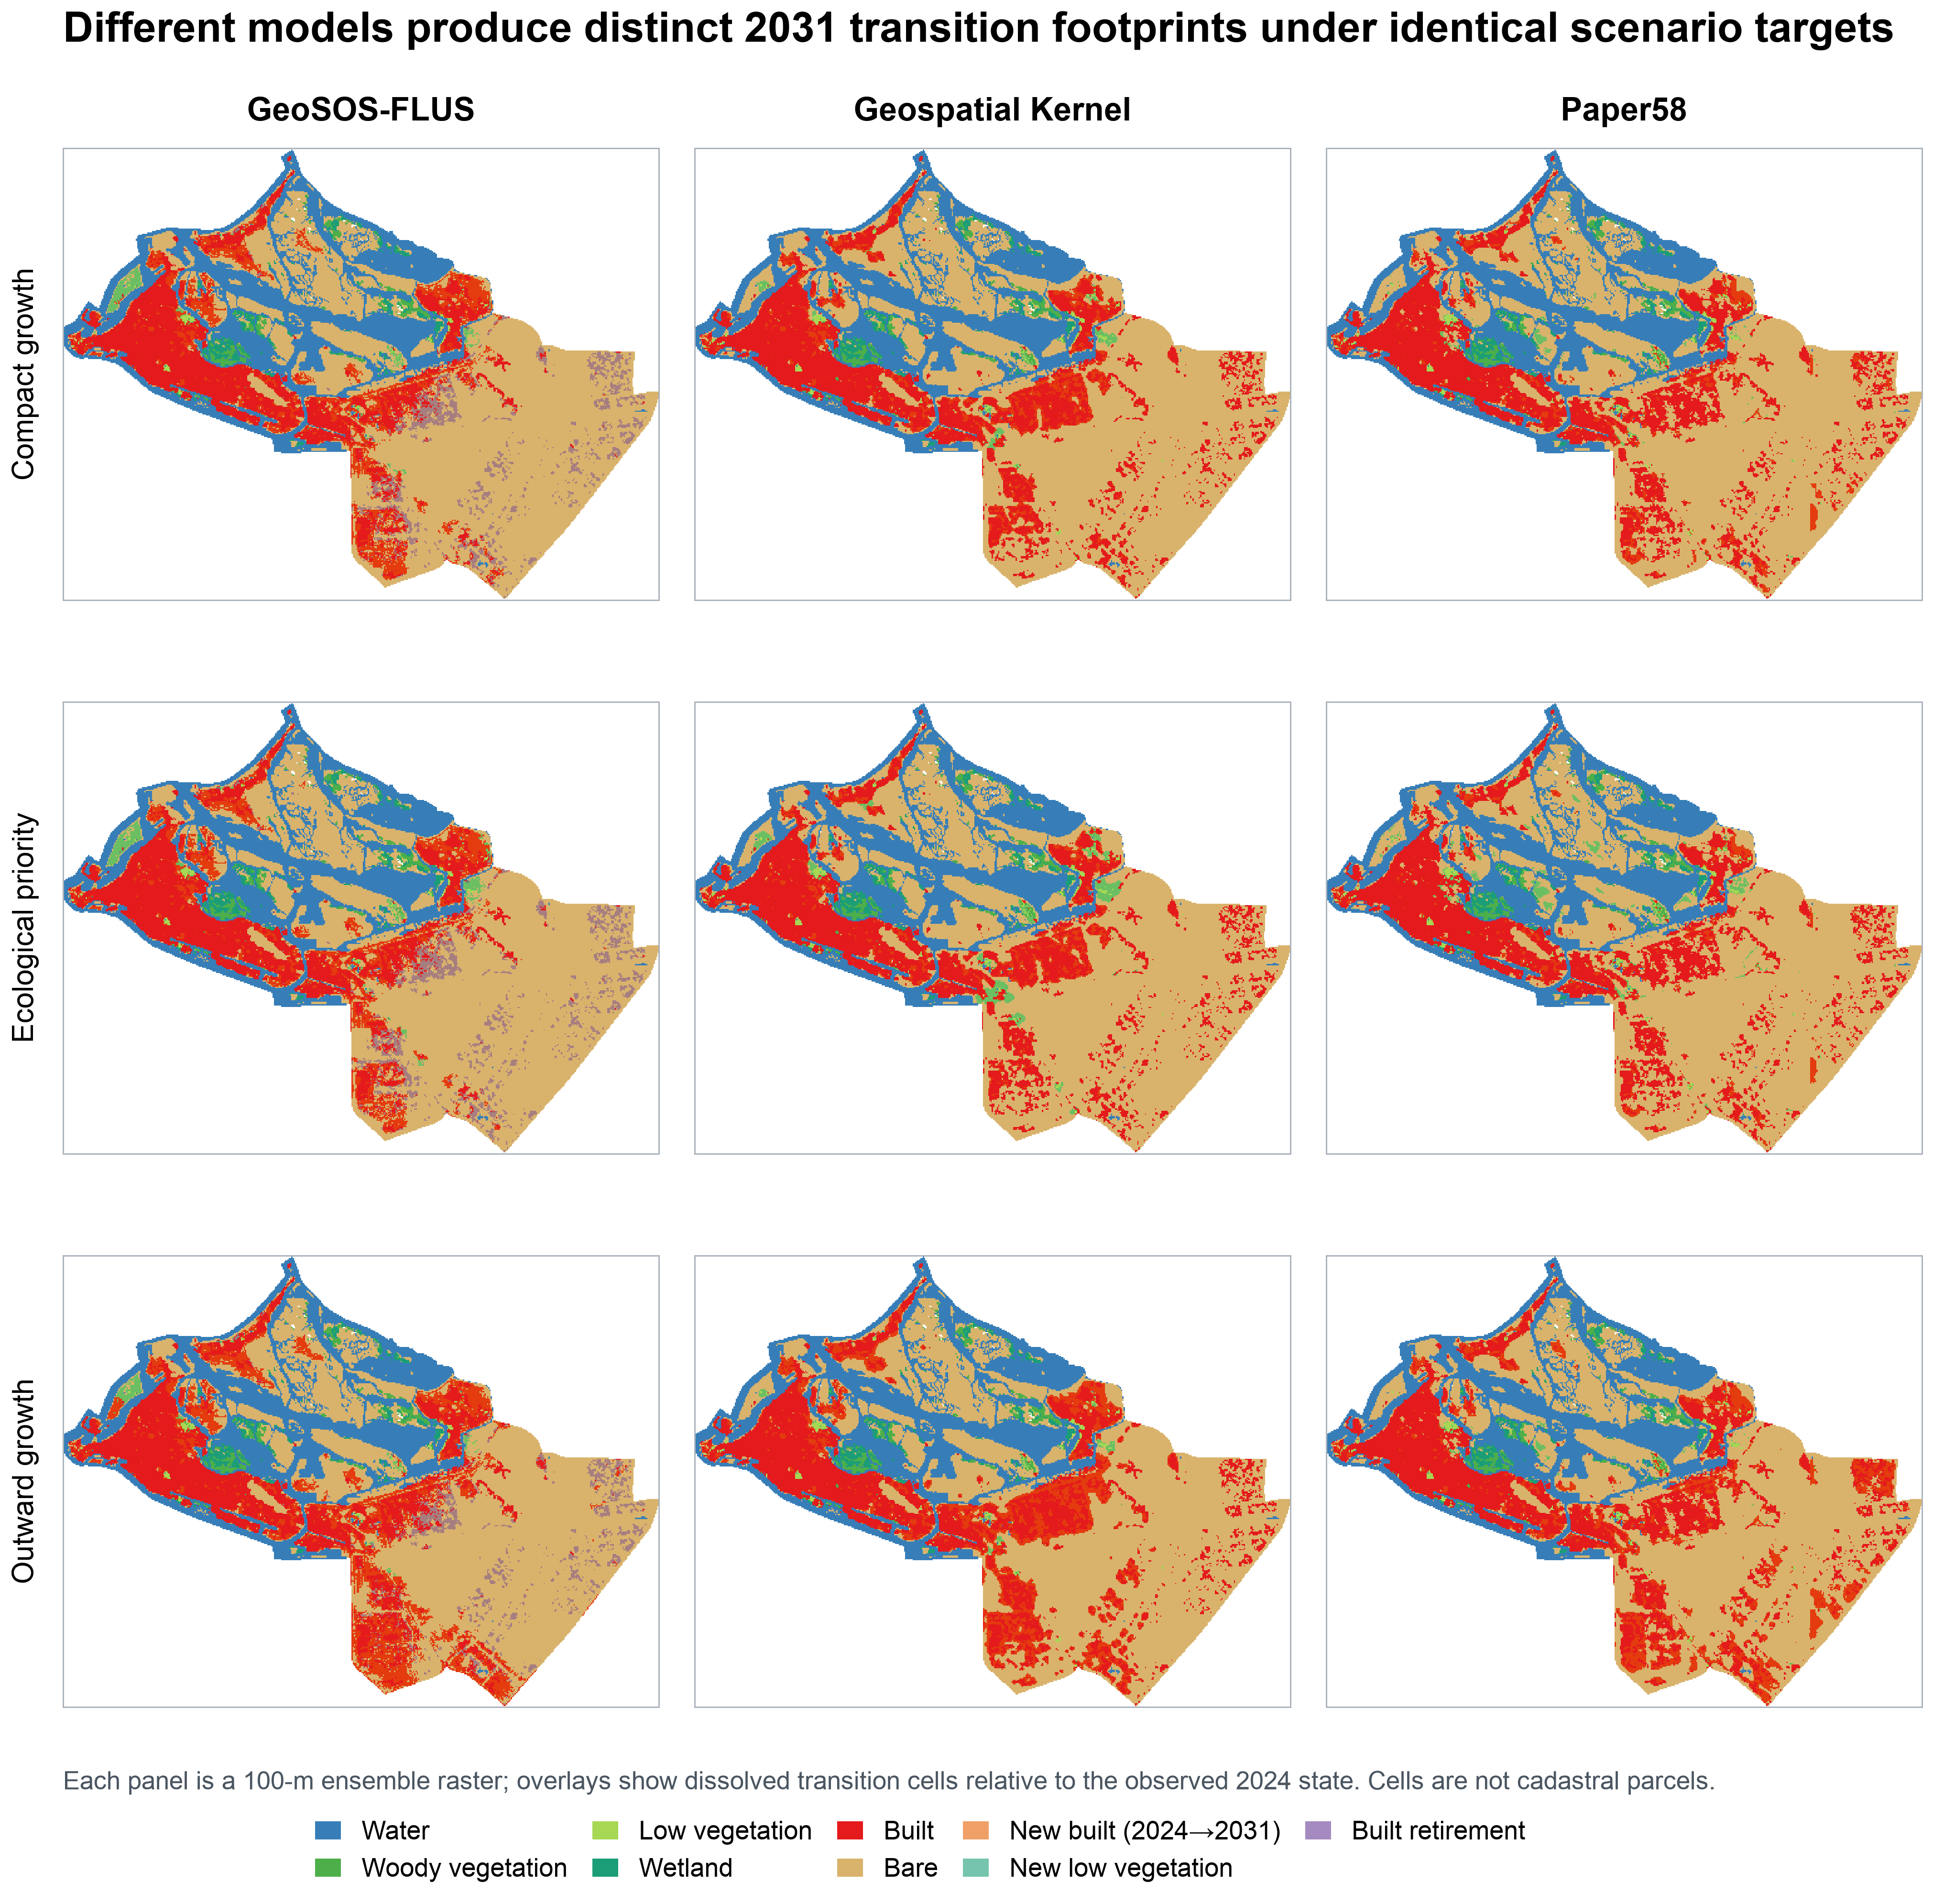 Different models produce distinct 2031 transition footprints under identical scenario targets
GeoSOS-FLUS
Geospatial Kernel
Paper58
Compact growth
Ecological priority
Outward growth
Each panel is a 100-m ensemble raster; overlays show dissolved transition cells relative to the observed 2024 state. Cells are not cadastral parcels.
Water
Low vegetation
Built
New built (2024→2031)
Built retirement
Woody vegetation
Wetland
Bare
New low vegetation